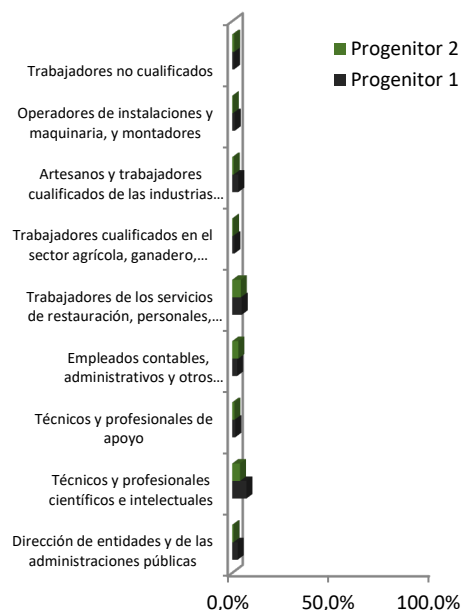 Progenitor 2
Progenitor 1
Trabajadores no cualificados
Operadores de instalaciones y
maquinaria, y montadores
Artesanos y trabajadores
cualificados de las industrias…
Trabajadores cualificados en el
sector agrícola, ganadero,…
Trabajadores de los servicios
de restauración, personales,…
Empleados contables,
administrativos y otros…
Técnicos y profesionales de
apoyo
Técnicos y profesionales
científicos e intelectuales
Dirección de entidades y de las
administraciones públicas
0,0% 50,0% 100,0%